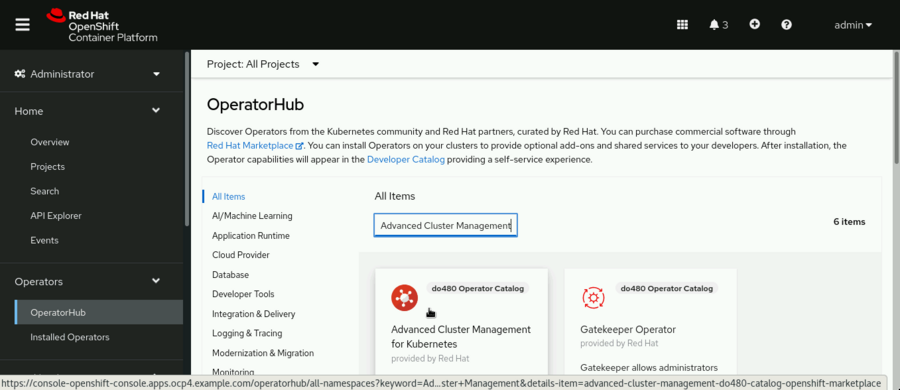 Red Hat
OpenShift
Container Platform
3
admin
Administrator
Home
Overview
Projects
Search
API Explorer
Events
Operators
OperatorHub
Installed Operators
Project: All Projects
OperatorHub
Discover Operators from the Kubernetes community and Red Hat partners, curated by Red Hat. You can purchase commercial software through
Red Hat Marketplace. You can install Operators on your clusters to provide optional add-ons and shared services to your developers. After installation, the
Operator capabilities will appear in the Developer Catalog providing a self-service experience.
All Items
AI/Machine Learning
Application Runtime
Cloud Provider
Database
Developer Tools
Integration & Delivery
Logging & Tracing
Modernization & Migration
Monitoring
All Items
Advanced Cluster Management
6 items
do480 Operator Catalog
Advanced Cluster Management
for Kubernetes
provided by Red Hat
do480 Operator Catalog
Gatekeeper Operator
provided by Red Hat
Gatekeeper allows administrators
https://console-openshift-console.apps.ocp4.example.com/operatorhub/all-namespaces?keyword=Ad...ster+Management&details-item=advanced-cluster-management-do480-catalog-openshift-marketplace